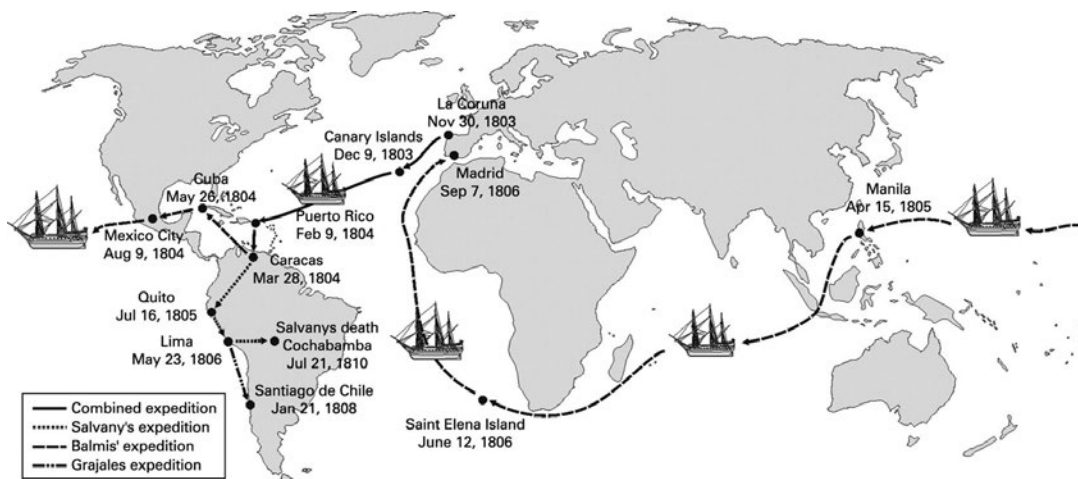 La Coruna
Nov 30, 1803
Canary Islands
Dec 9, 1803
Madrid
Sep 7, 1806
Cuba
May 26, 1804
Manila
Apr 15, 1805
Puerto Rico
Feb 9, 1804
Mexico City
Aug 9, 1804
Caracas
Mar 28, 1804
Quito
Jul 16, 1805
Lima
May 23, 1806
Salvanys death
Cochabamba
Jul 21, 1810
Santiago de Chile
Jan 21, 1808
Saint Elena Island
June 12, 1806
Combined expedition
Salvany's expedition
Balmis' expedition
Grajales expedition